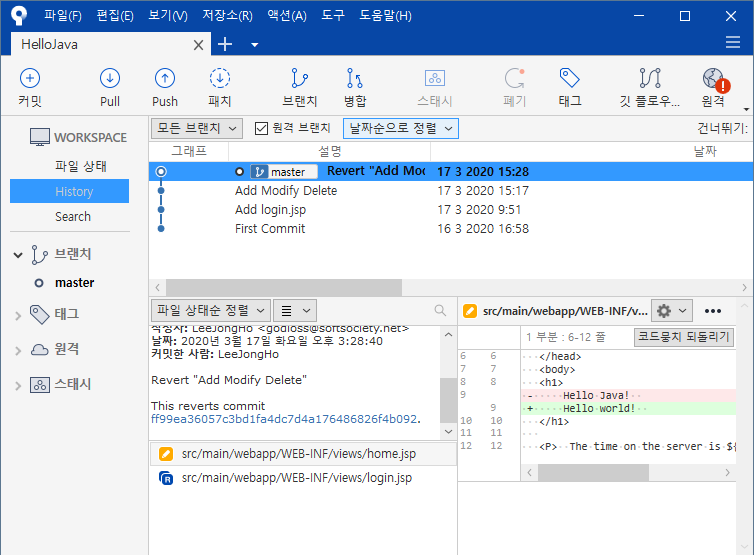 파일(F) 편집(E) 보기(V) 저장소(R) 액션(A) 도구 도움말(H)
HelloJava
커밋 Pull Push 패치 브랜치 병합 스태시 폐기 태그 깃 플로우... 원격
WORKSPACE
파일 상태
History
Search
브랜치
master
태그
원격
스태시
모든 브랜치 원격 브랜치 날짜순으로 정렬 건너뛰기:
그래프 설명 날짜
master Revert "Add Mod 17 3 2020 15:28
Add Modify Delete 17 3 2020 15:17
Add login.jsp 17 3 2020 9:51
First Commit 16 3 2020 16:58
파일 상태순 정렬
작성자: LeeJongHo <godloss@softsociety.net>
날짜: 2020년 3월 17일 화요일 오후 3:28:40
커밋한 사람: LeeJongHo
Revert "Add Modify Delete"
This reverts commit
ff99ea36057c3bd1fa4dc7d4a176486826f4b092.
src/main/webapp/WEB-INF/views/home.jsp
R src/main/webapp/WEB-INF/views/login.jsp
src/main/webapp/WEB-INF/v...
1 부분 : 6-12 줄 코드뭉치 되돌리기
6 6 </head>
7 7 <body>
8 8 <h1>
9 - Hello Java!
9 + Hello world!
10 10 </h1>
11 11
12 12 <P> The time on the server is ${